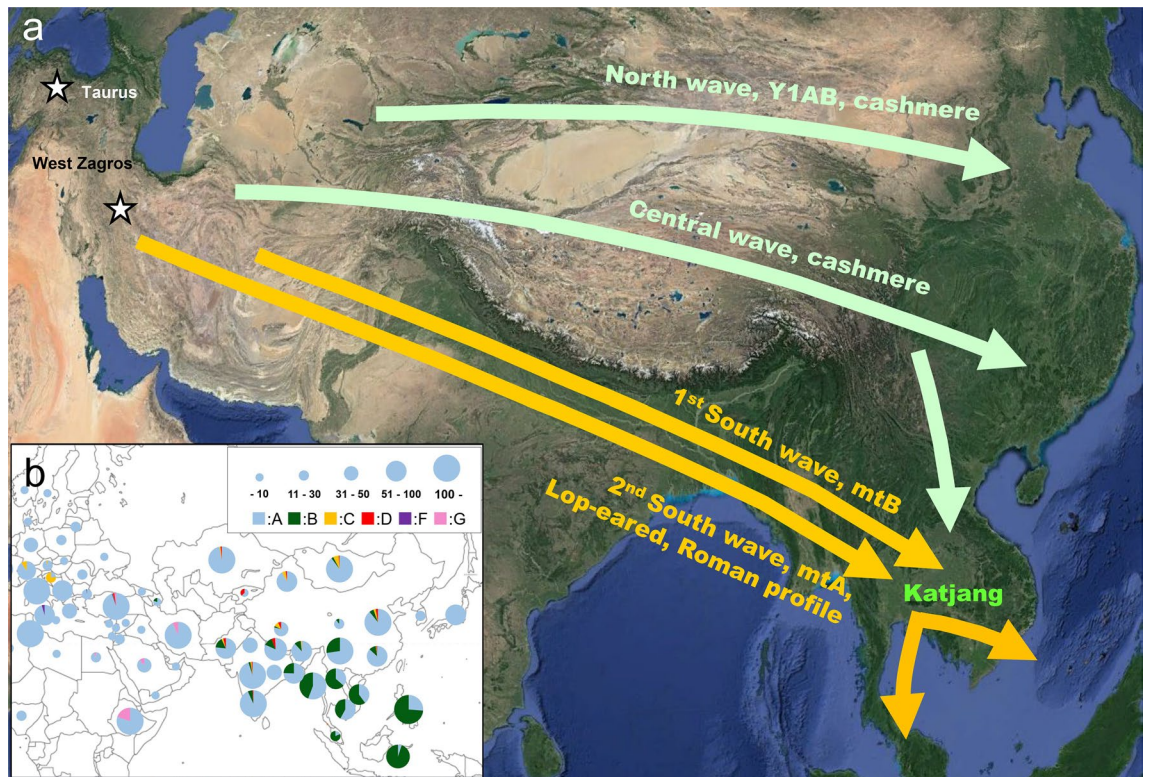 a
Taurus
West Zagros
North wave, Y1AB, cashmere
Central wave, cashmere
1st South wave, mtB
2nd South wave, mtA,
Lop-eared, Roman profile
Katjang
b
- 10 11 - 30 31 - 50 51 - 100 100 -
:A :B :C :D :F :G